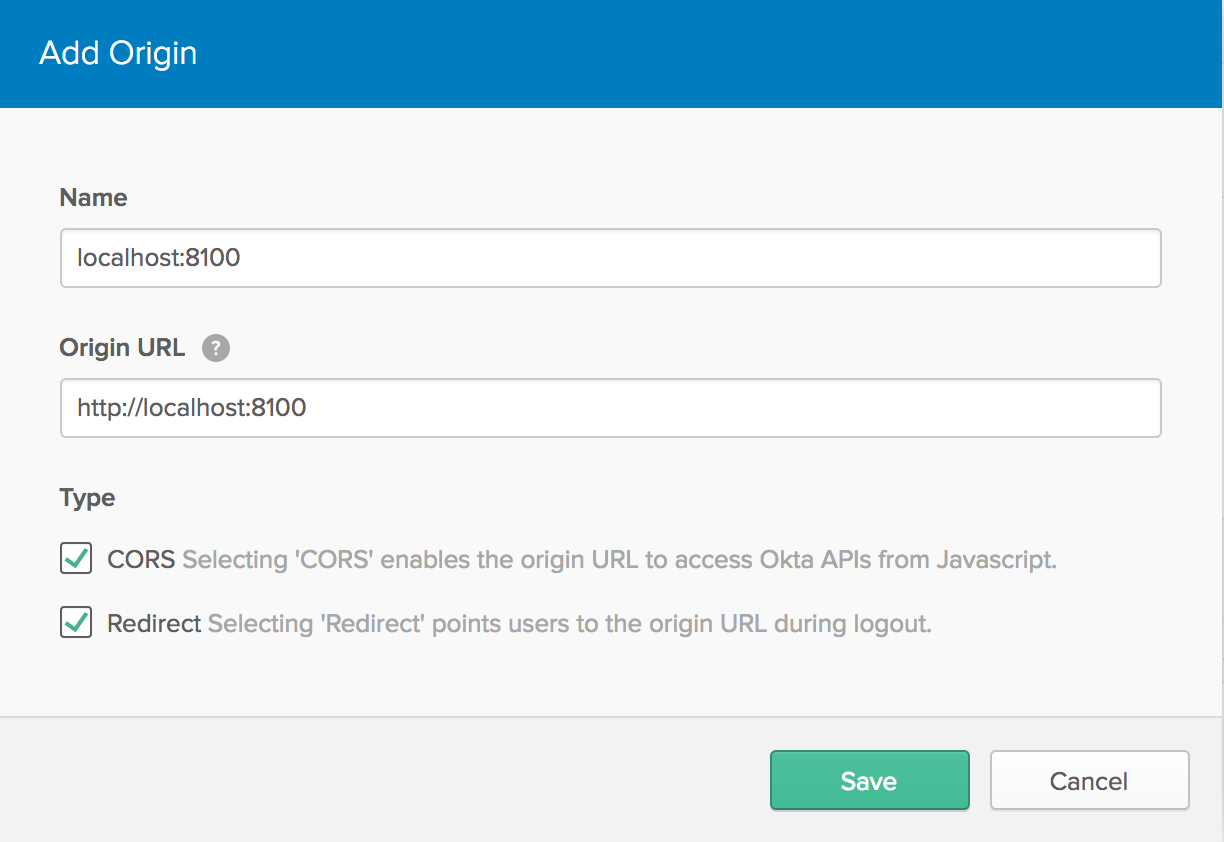 Add Origin
Name
localhost:8100
Origin URL ?
http://localhost:8100
Type
CORS Selecting 'CORS' enables the origin URL to access Okta APIs from Javascript.
Redirect Selecting 'Redirect' points users to the origin URL during logout.
Save Cancel